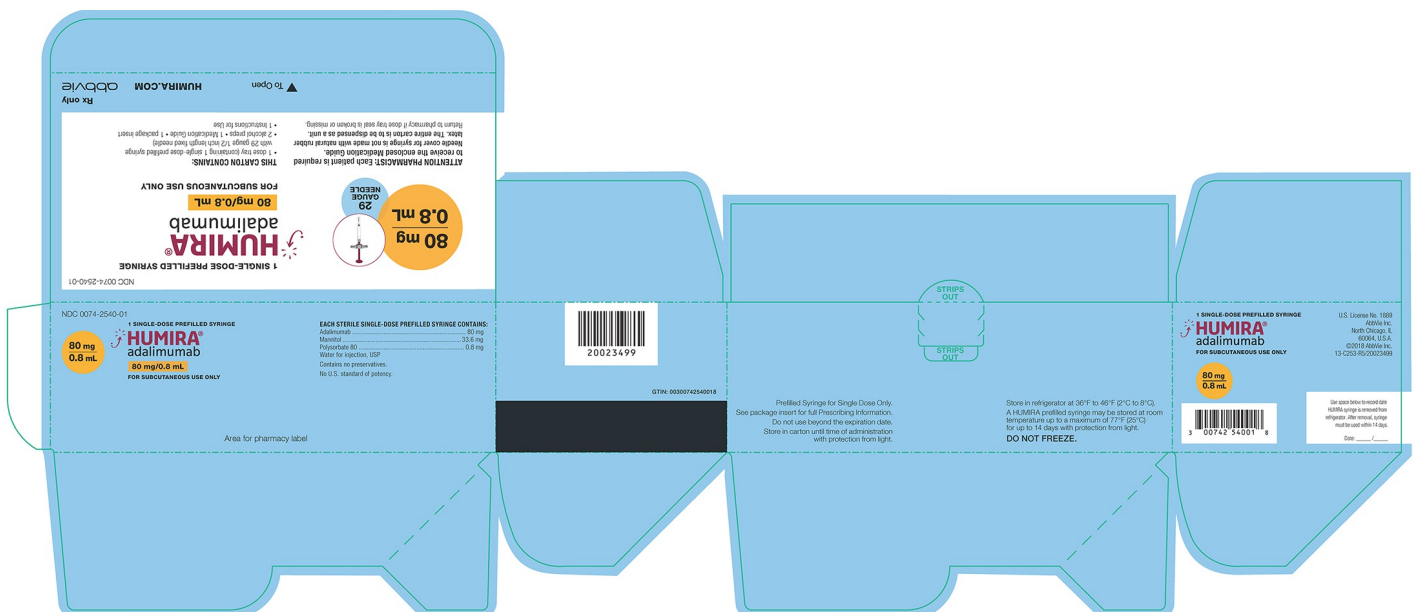 NDC 0074-2540-01
1 SINGLE-DOSE PREFILLED SYRINGE
HUMIRA®
adalimumab
80 mg/0.8 mL
FOR SUBCUTANEOUS USE ONLY
THIS CARTON CONTAINS:
• 1 dose tray (containing 1 single-dose prefilled syringe
with 29 gauge 1/2 inch length fixed needle)
• 2 alcohol preps • 1 Medication Guide • 1 package insert
• 1 Instructions for Use
80 mg
0.8 mL
29
GAUGE
NEEDLE
ATTENTION PHARMACIST: Each patient is required
to receive the enclosed Medication Guide.
Needle cover for syringe is not made with natural rubber
latex. The entire carton is to be dispensed as a unit.
Return to pharmacy if dose tray seal is broken or missing.
Rx only
To Open
HUMIRA.COM
abbvie
NDC 0074-2540-01
80 mg
0.8 mL
1 SINGLE-DOSE PREFILLED SYRINGE
HUMIRA®
adalimumab
80 mg/0.8 mL
FOR SUBCUTANEOUS USE ONLY
EACH STERILE SINGLE-DOSE PREFILLED SYRINGE CONTAINS:
Adalimumab ........ 80 mg
Mannitol ........ 33.6 mg
Polysorbate 80 ........ 0.8 mg
Water for injection, USP
Contains no preservatives.
No U.S. standard of potency.
Area for pharmacy label
20023499
GTIN: 00300742540018
STRIPS
OUT
STRIPS
OUT
Prefilled Syringe for Single Dose Only.
See package insert for full Prescribing Information.
Do not use beyond the expiration date.
Store in carton until time of administration
with protection from light.
Store in refrigerator at 36°F to 46°F (2°C to 8°C).
A HUMIRA prefilled syringe may be stored at room
temperature up to a maximum of 77°F (25°C)
for up to 14 days with protection from light.
DO NOT FREEZE.
1 SINGLE-DOSE PREFILLED SYRINGE
HUMIRA®
adalimumab
FOR SUBCUTANEOUS USE ONLY
80 mg
0.8 mL
3 00742 54001 8
U.S. License No. 1889
AbbVie Inc.
North Chicago, IL
60064, U.S.A.
©2018 AbbVie Inc.
13-C253-R5/20023499
Use space below to record date
HUMIRA syringe is removed from
refrigerator. After removal, syringe
must be used within 14 days.
Date: _____ /_____